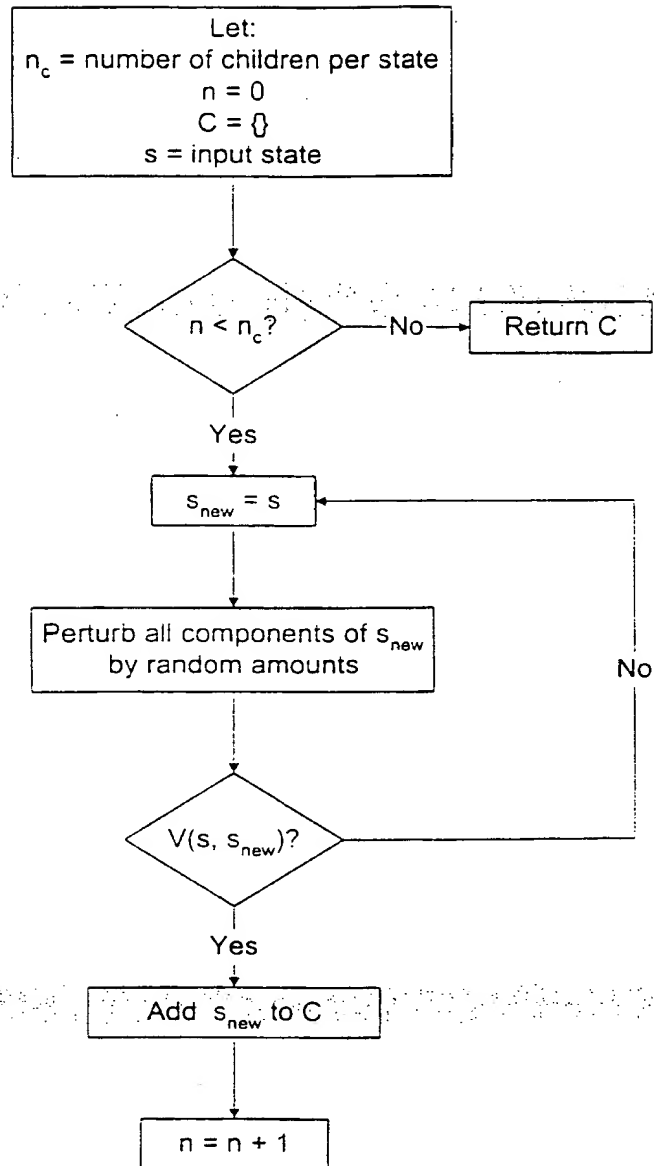 Let:
n_c = number of children per state
n = 0
C = {}
s = input state
n < n_c?
No
Return C
Yes
s_new = s
Perturb all components of s_new
by random amounts
No
V(s, s_new)?
Yes
Add s_new to C
n = n + 1